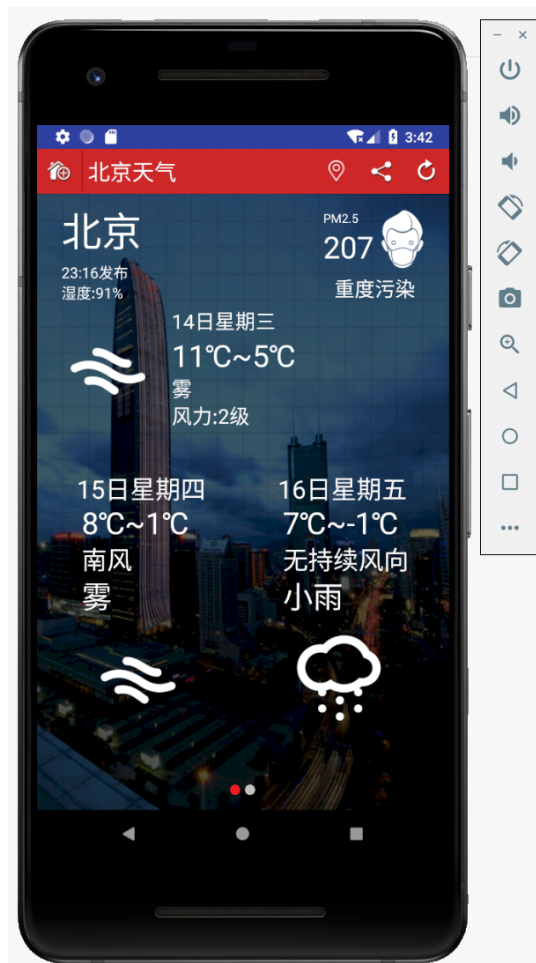 3:42
北京天气
北京
PM2.5
207
23:16发布
湿度:91%
重度污染
14日星期三
11℃~5℃
雾
风力:2级
15日星期四
8℃~1℃
南风
雾
16日星期五
7℃~-1℃
无持续风向
小雨